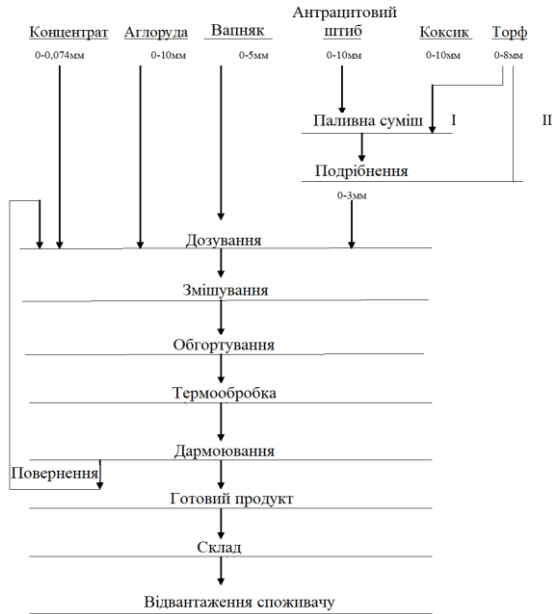 Концентрат Аглоруда Вапняк Антрацитовий штиб Коксик Торф
0-0,074мм 0-10мм 0-5мм 0-10мм 0-10мм 0-8мм
Паливна суміш I II
Подрібнення
0-3мм
Дозування
Змішування
Обгортування
Термообробка
Дармоювання
Повернення
Готовий продукт
Склад
Відвантаження споживачу